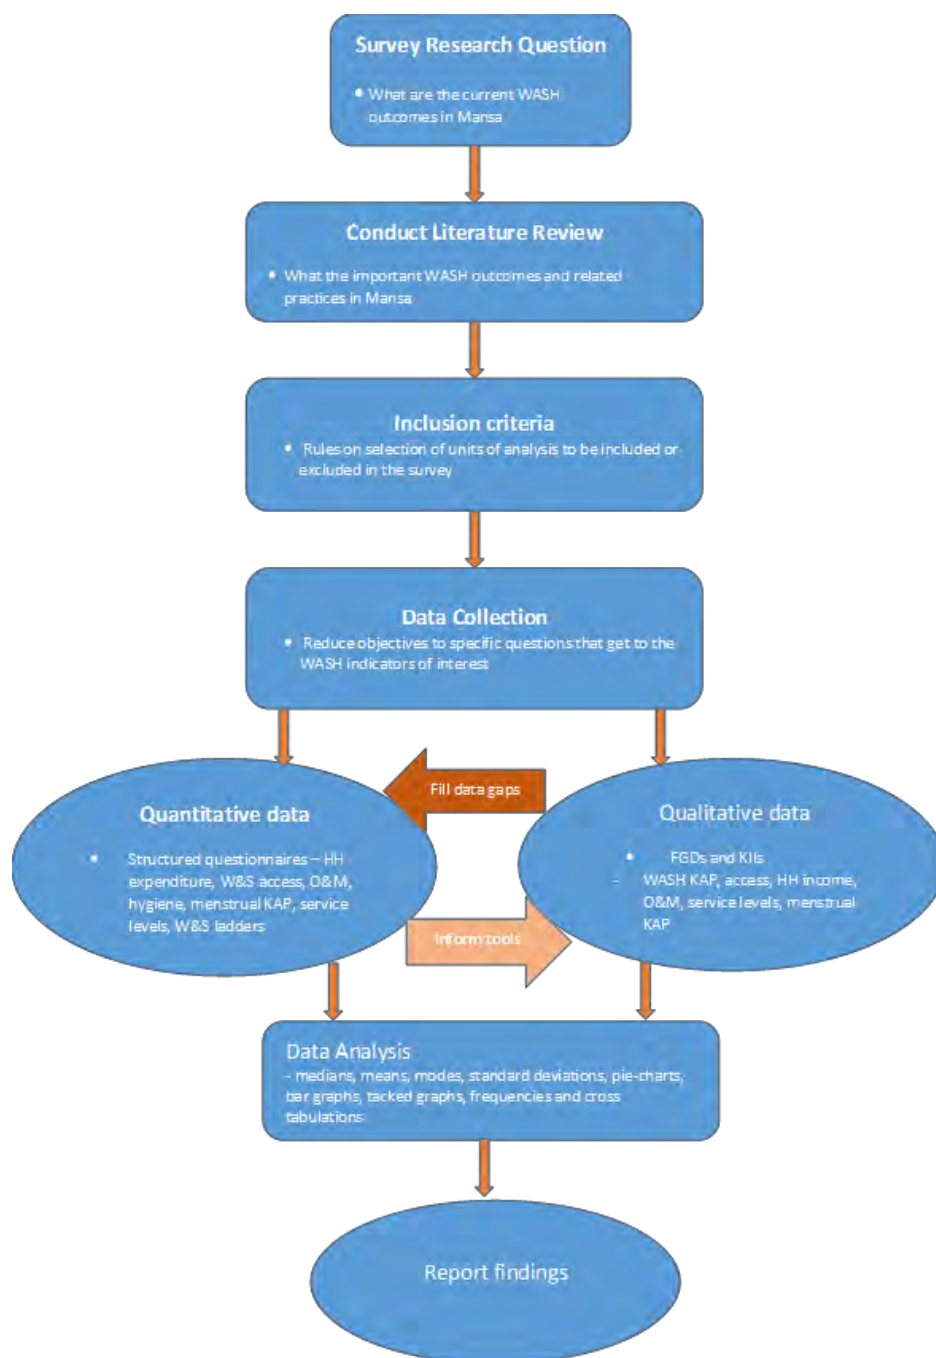 Survey Research Question
• What are the current WASH
outcomes in Mansa
Conduct Literature Review
• What the important WASH outcomes and related
practices in Mansa
Inclusion criteria
• Rules on selection of units of analysis to be included or
excluded in the survey
Data Collection
• Reduce objectives to specific questions that get to the
WASH indicators of interest
Quantitative data
• Structured questionnaires – HH
expenditure, W&S access, O&M,
hygiene, menstrual KAP, service
levels, W&S ladders
Fill data gaps
Inform tools
Qualitative data
• FGDs and KIIs
- WASH KAP, access, HH income,
O&M, service levels, menstrual
KAP
Data Analysis
- medians, means, modes, standard deviations, pie-charts,
bar graphs, tacked graphs, frequencies and cross
tabulations
Report findings